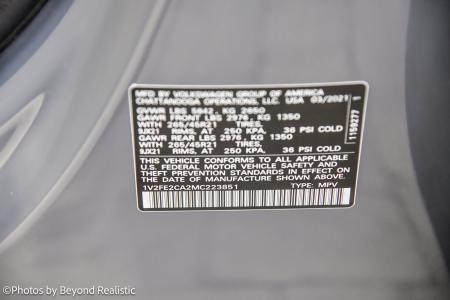 MFD BY VOLKSWAGEN GROUP OF AMERICA
CHATTANOOGA OPERATIONS, LLC. USA 03/2021
GVWR LBS 5842 , KG 2650
GAWR FRONT LBS 2976 , KG 1350
WITH 265/45R21 TIRES,
9JX21 RIMS, AT 250 KPA, 36 PSI COLD
GAWR REAR LBS 2976 , KG 1350
WITH 265/45R21 TIRES,
9JX21 RIMS, AT 250 KPA, 36 PSI COLD
THIS VEHICLE CONFORMS TO ALL APPLICABLE
U.S. FEDERAL MOTOR VEHICLE SAFETY AND
THEFT PREVENTION STANDARDS IN EFFECT ON
THE DATE OF MANUFACTURE SHOWN ABOVE.
1V2FE2CA2MC223851 TYPE: MPV
1159277
©Photos by Beyond Realistic